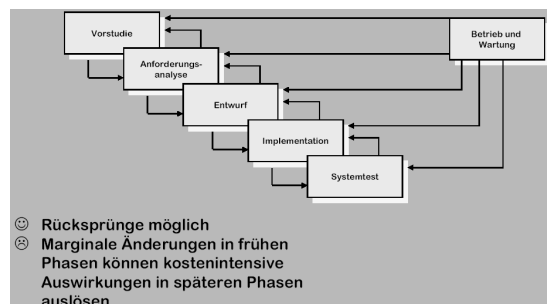 Vorstudie
Betrieb und
Wartung
Anforderungs-
analyse
Entwurf
Implementation
Systemtest
☺ Rücksprünge möglich
☹ Marginale Änderungen in frühen
Phasen können kostenintensive
Auswirkungen in späteren Phasen
auslösen